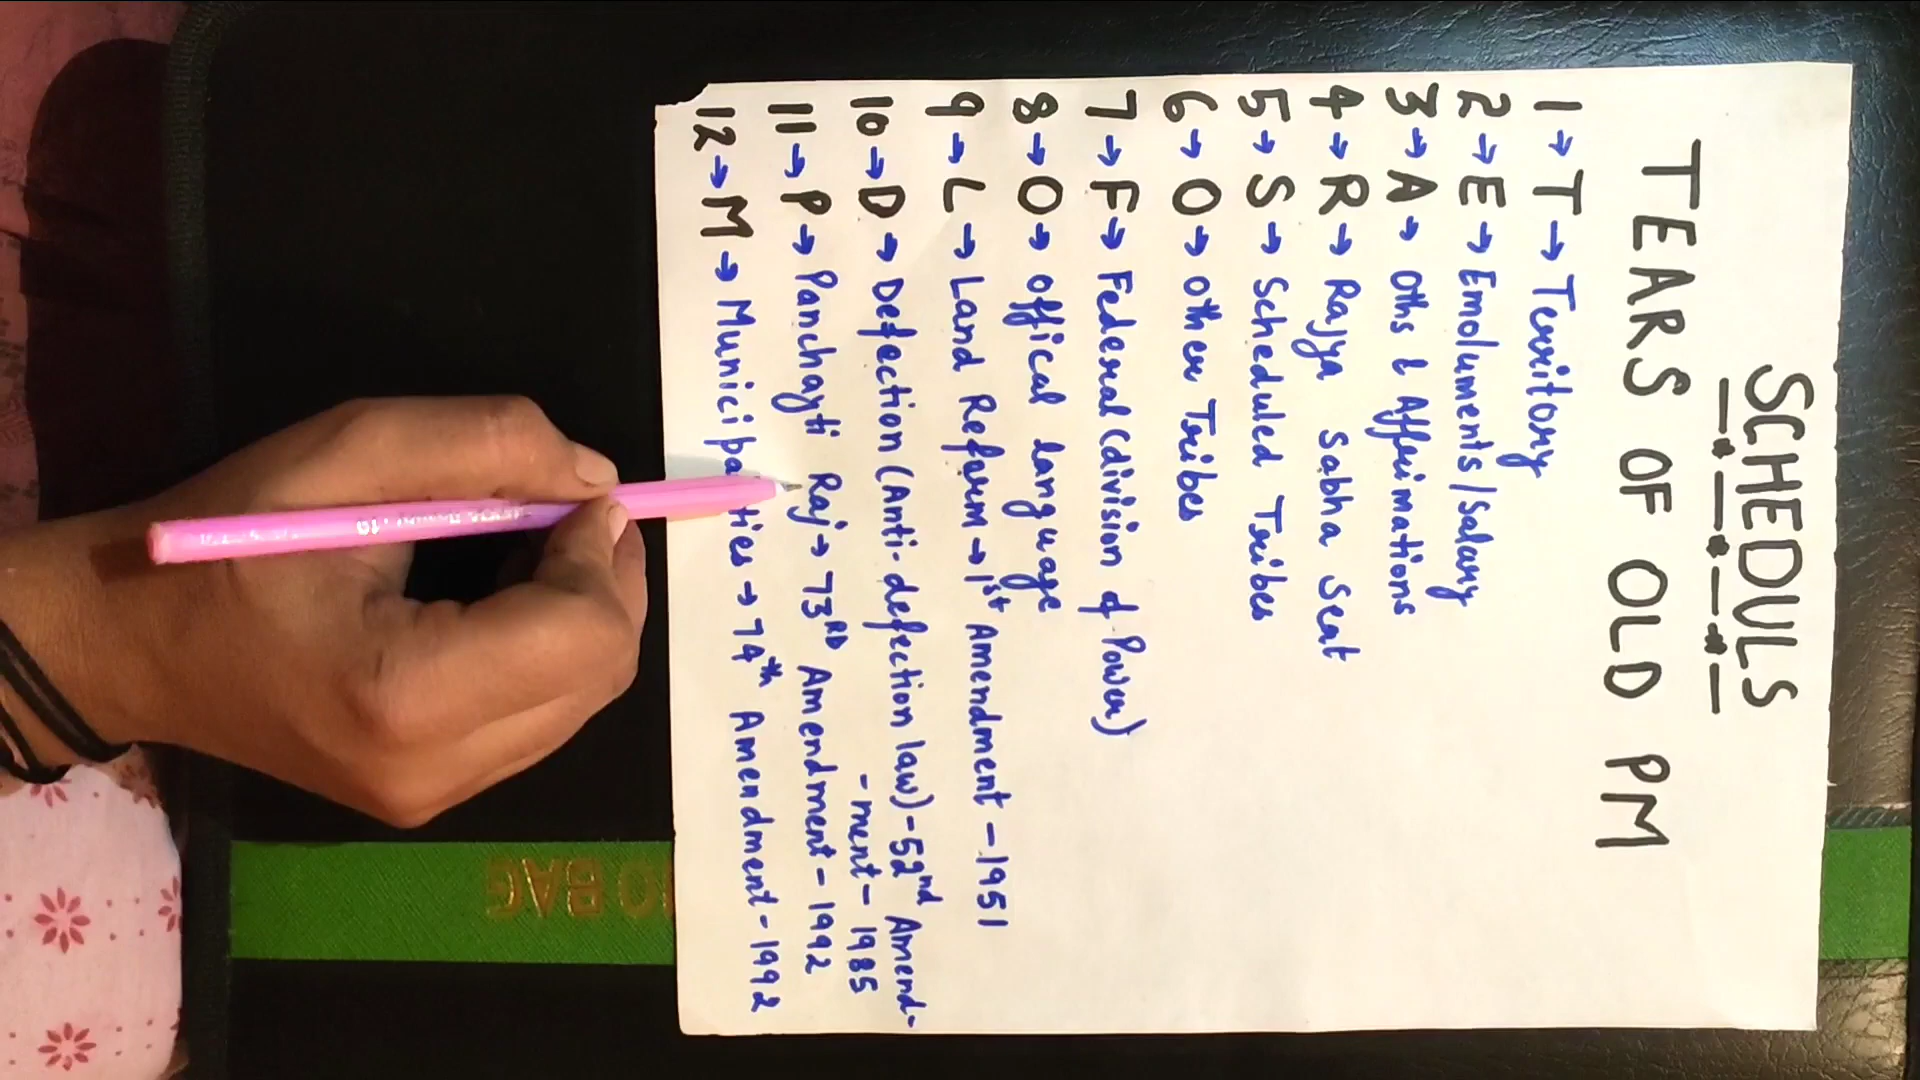 SCHEDULS
TEARS OF OLD PM
1 → T → Territory
2 → E → Emoluments/Salary
3 → A → Oths & Affirmations
4 → R → Rajya Sabha Seat
5 → S → Scheduled Tribes
6 → O → Other Tribes
7 → F → Federal (division of Power)
8 → O → Offical Language
9 → L → Land Reform → 1st Amendment - 1951
10 → D → Defection (Anti-defection law) - 52nd Amend-
-ment - 1985
11 → P → Panchayti Raj → 73RD Amendment - 1992
12 → M → Municipalities → 74th Amendment - 1992
BAG